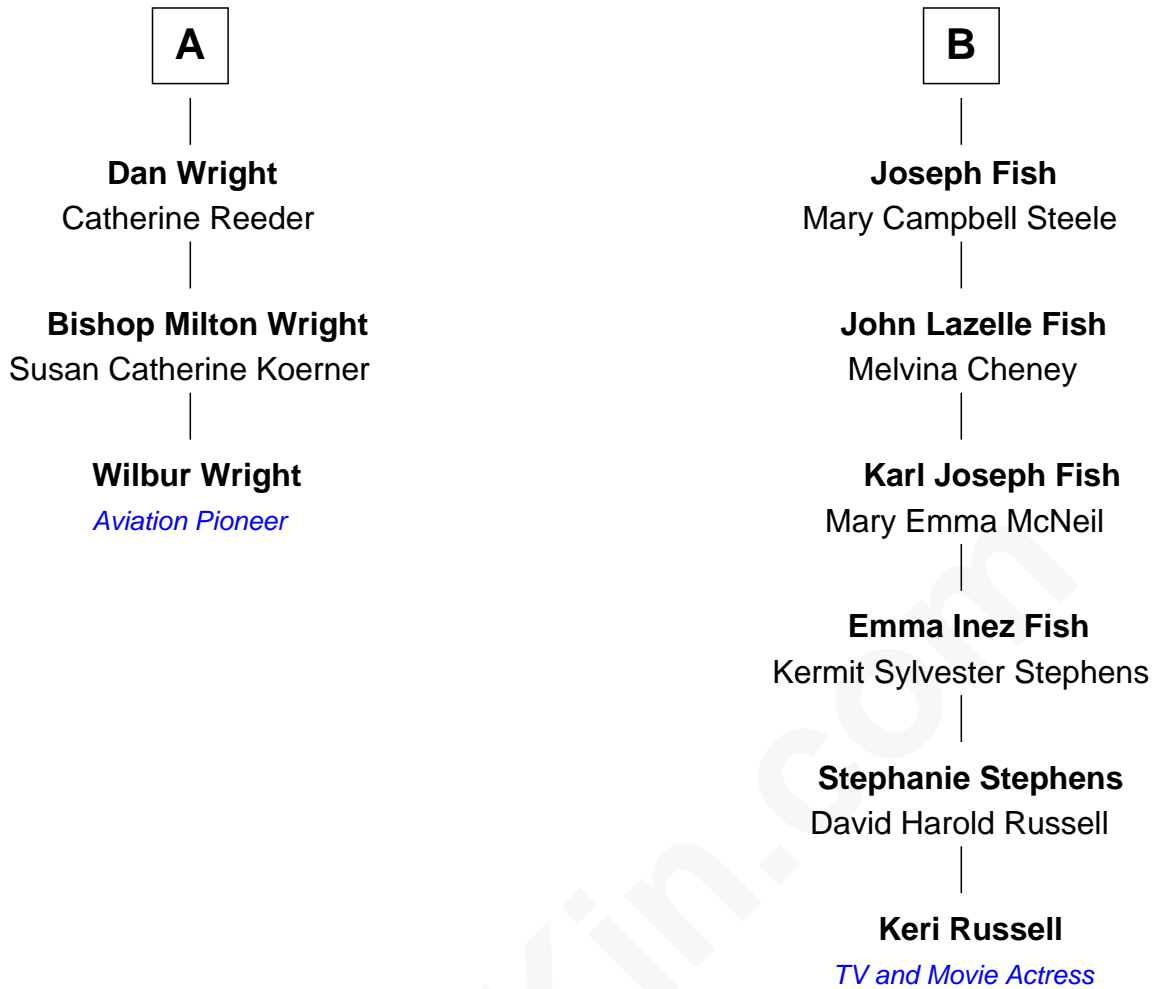 A
Dan Wright
Catherine Reeder
Bishop Milton Wright
Susan Catherine Koerner
Wilbur Wright
Aviation Pioneer
B
Joseph Fish
Mary Campbell Steele
John Lazelle Fish
Melvina Cheney
Karl Joseph Fish
Mary Emma McNeil
Emma Inez Fish
Kermit Sylvester Stephens
Stephanie Stephens
David Harold Russell
Keri Russell
TV and Movie Actress